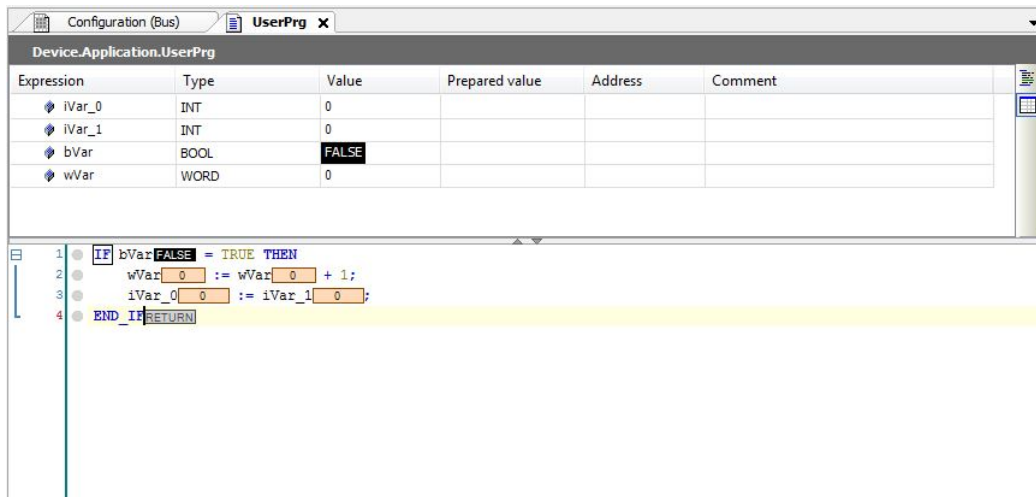 Configuration (Bus) UserPrg X
Device.Application.UserPrg
Expression Type Value Prepared value Address Comment
iVar_0 INT 0
iVar_1 INT 0
bVar BOOL FALSE
wVar WORD 0
1 IF bVar FALSE = TRUE THEN
2 wVar 0 := wVar 0 + 1;
3 iVar_0 0 := iVar_1 0 ;
4 END_IF RETURN